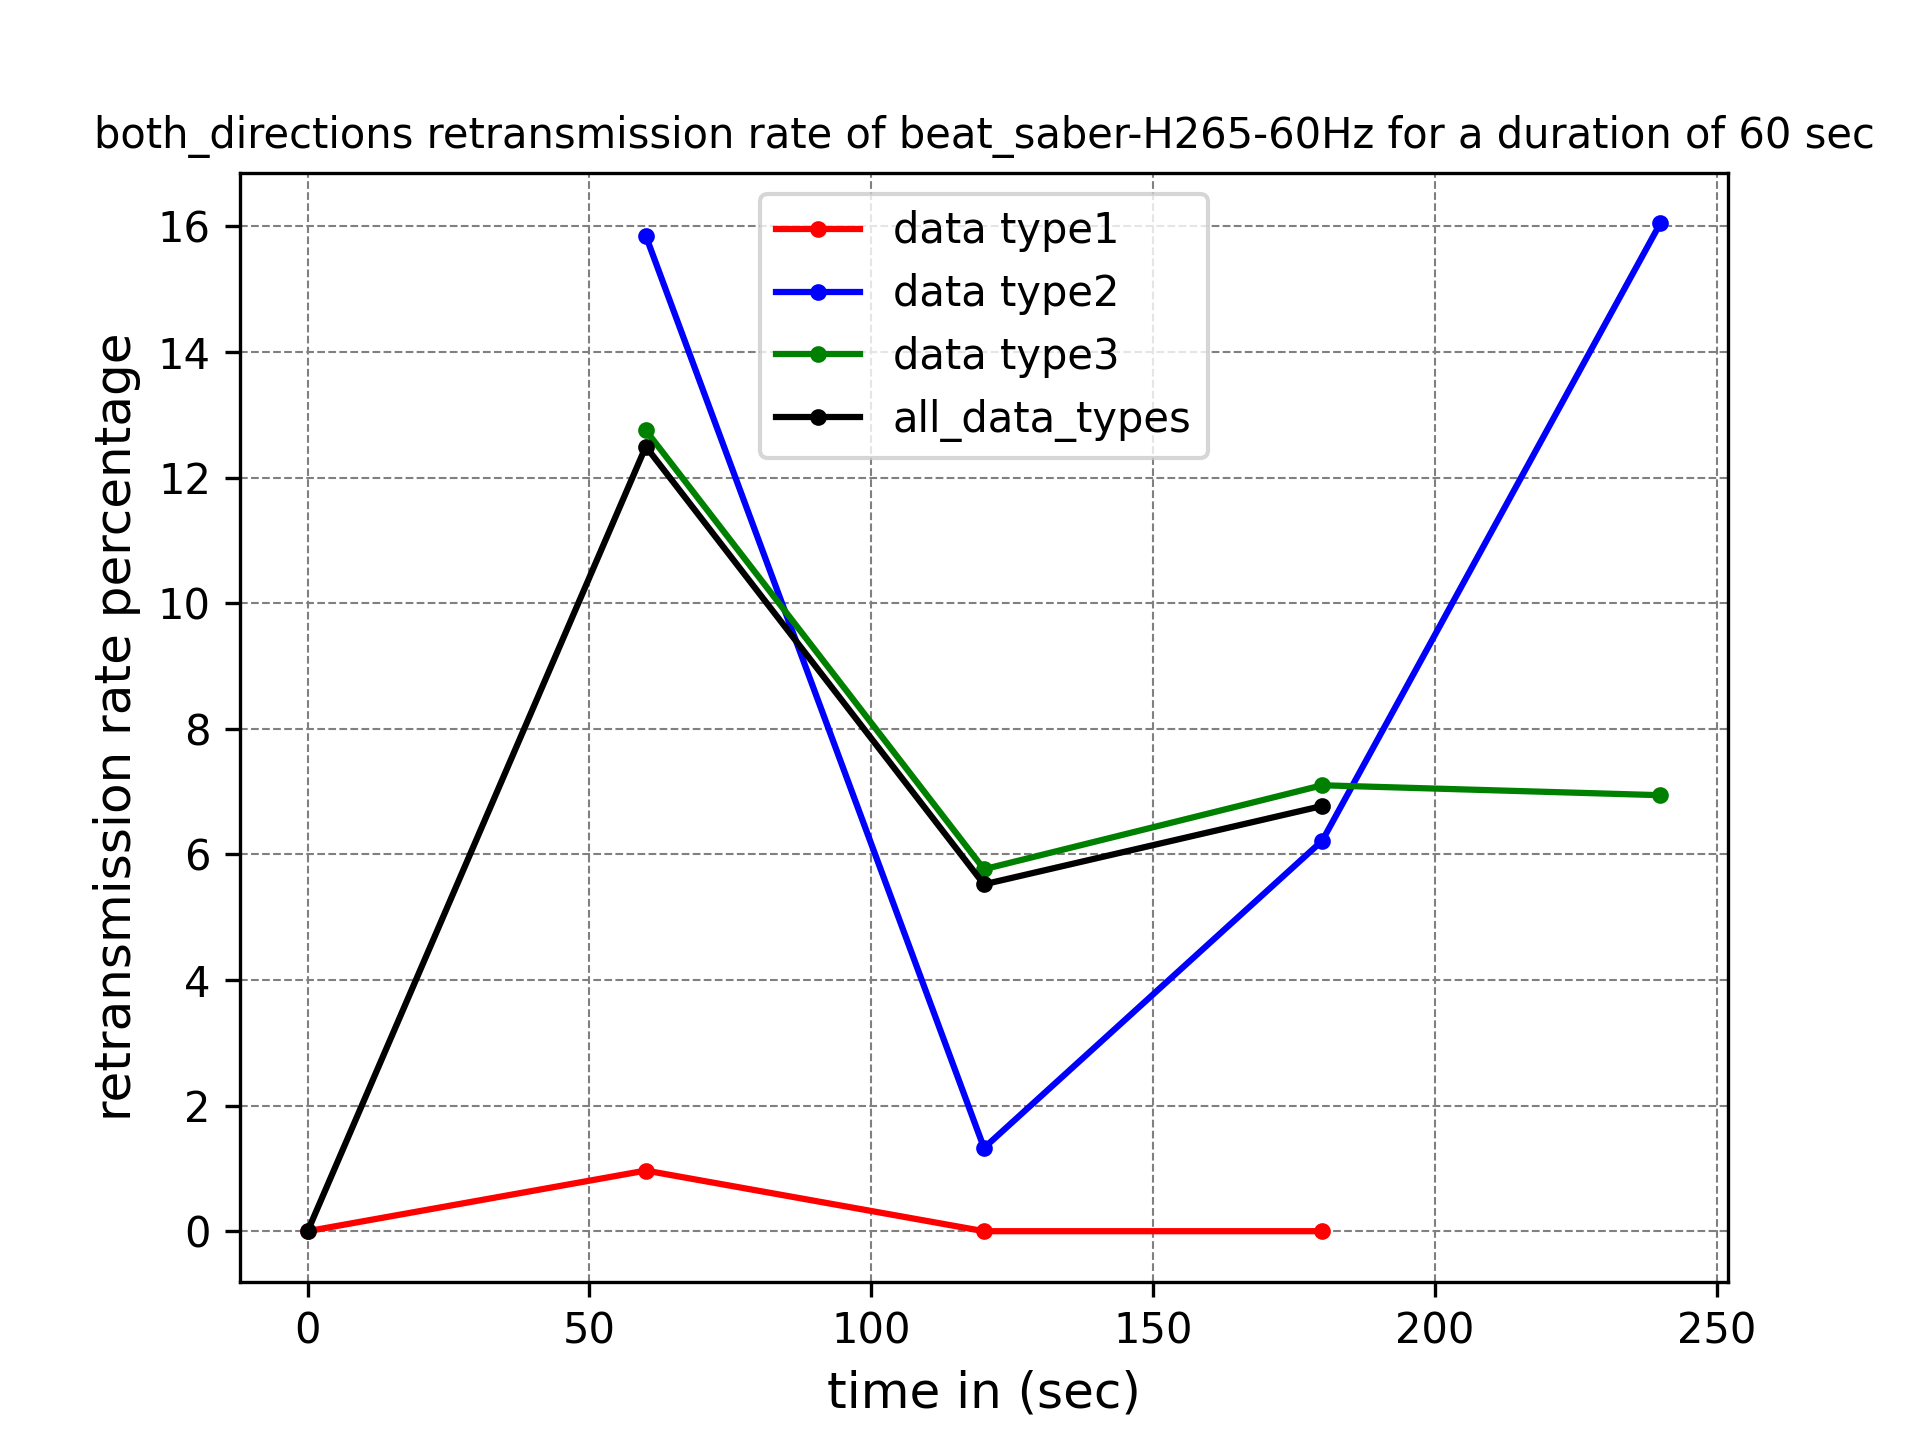 both_directions retransmission rate of beat_saber-H265-60Hz for a duration of 60 sec
data type1
data type2
data type3
all_data_types
retransmission rate percentage
16
14
12
10
8
6
4
2
0
0 50 100 150 200 250
time in (sec)